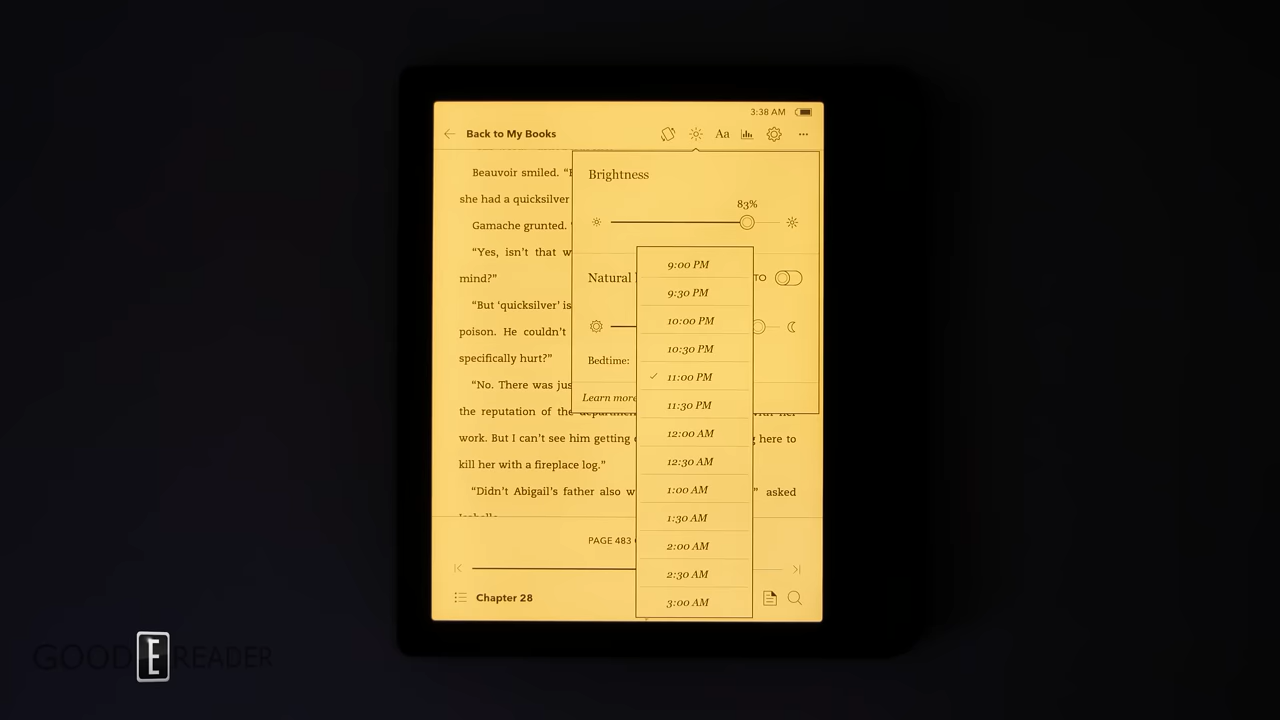 3:38 AM
Back to My Books
Aa
Beauvoir smiled.
she had a quicksilver
Gamache grunted.
“Yes, isn’t that w
mind?”
“But ‘quicksilver’ is
poison. He couldn’t
specifically hurt?”
“No. There was jus
the reputation of the department
work. But I can’t see him getting
here to
kill her with a fireplace log.”
“Didn’t Abigail’s father also w
” asked
Brightness
83%
Natural
TO
Bedtime:
Learn more
9:00 PM
9:30 PM
10:00 PM
10:30 PM
11:00 PM
11:30 PM
12:00 AM
12:30 AM
1:00 AM
1:30 AM
2:00 AM
2:30 AM
3:00 AM
PAGE 483
Chapter 28
GOOD E READER